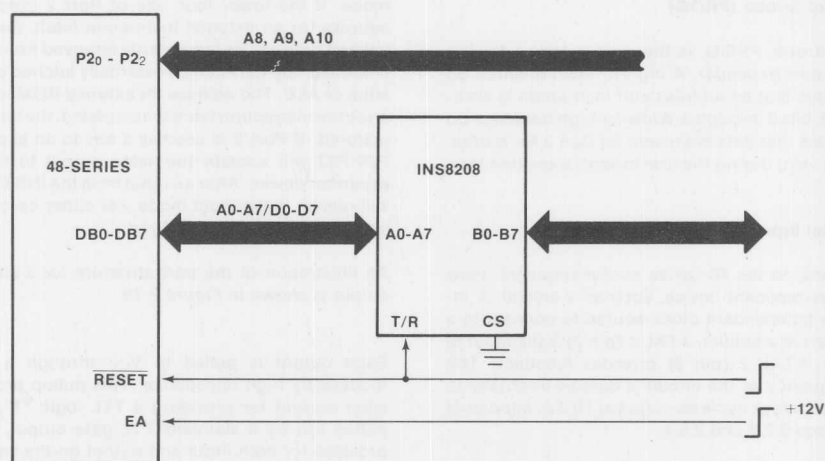 A8, A9, A10
P20 - P22
INS8208
48-SERIES
A0-A7/D0-D7
DB0-DB7
A0-A7
B0-B7
T/R
CS
RESET
+12V
EA